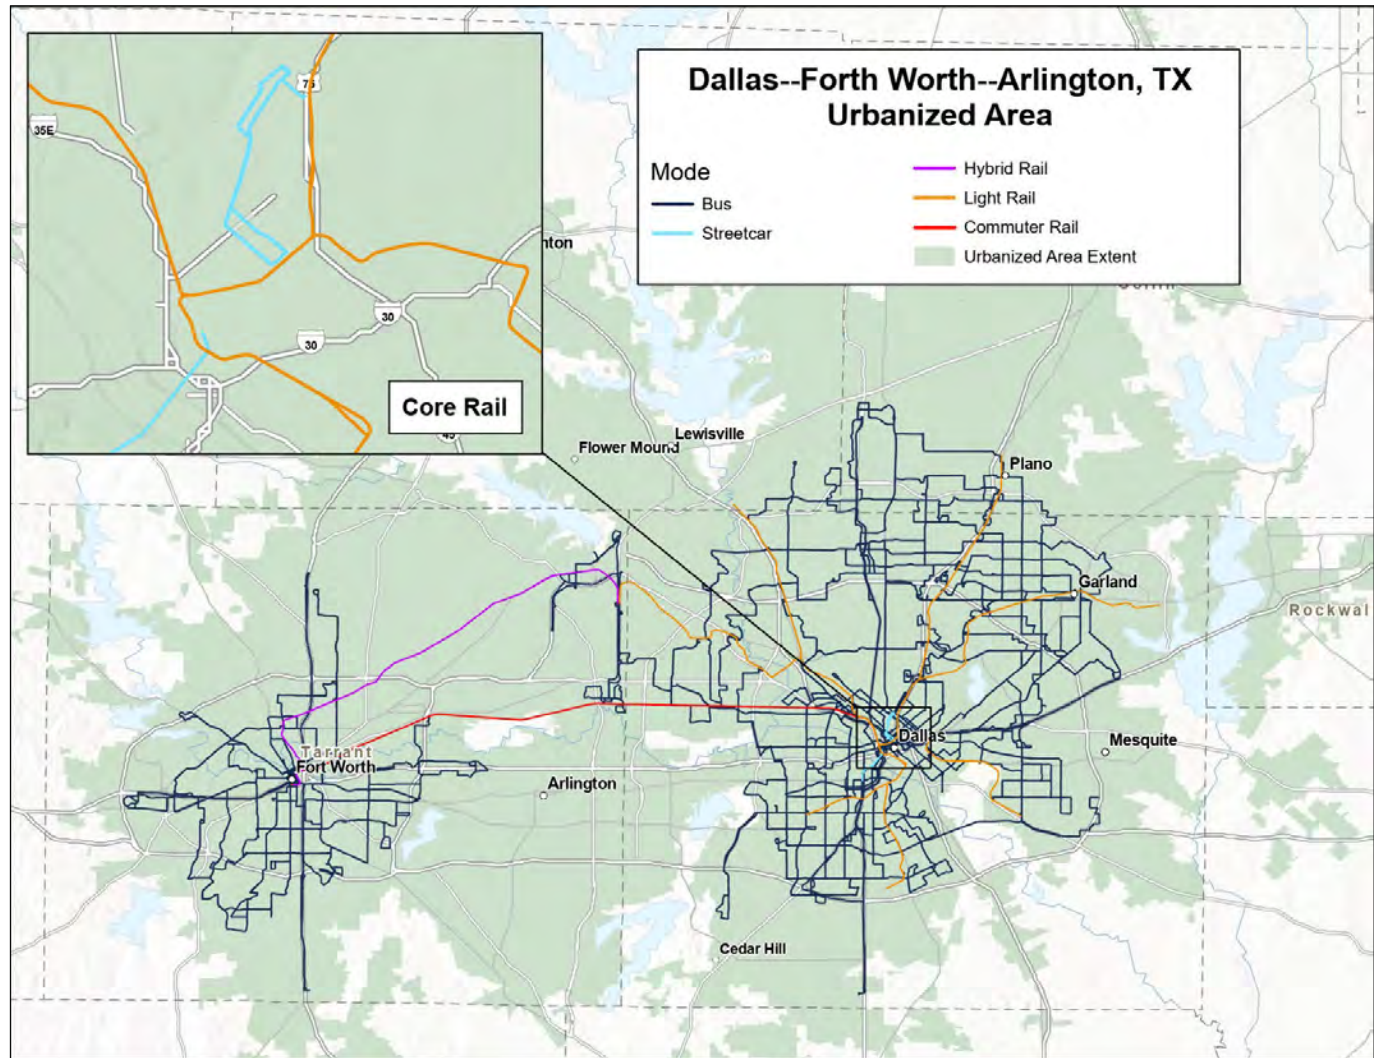 Dallas--Forth Worth--Arlington, TX
Urbanized Area
Mode
Bus
Streetcar
Hybrid Rail
Light Rail
Commuter Rail
Urbanized Area Extent
75
35E
30
30
45
Core Rail
nton
Flower Mound
Lewisville
Plano
Garland
Rockwal
Tarrant
Fort Worth
Arlington
Dallas
Mesquite
Cedar Hill